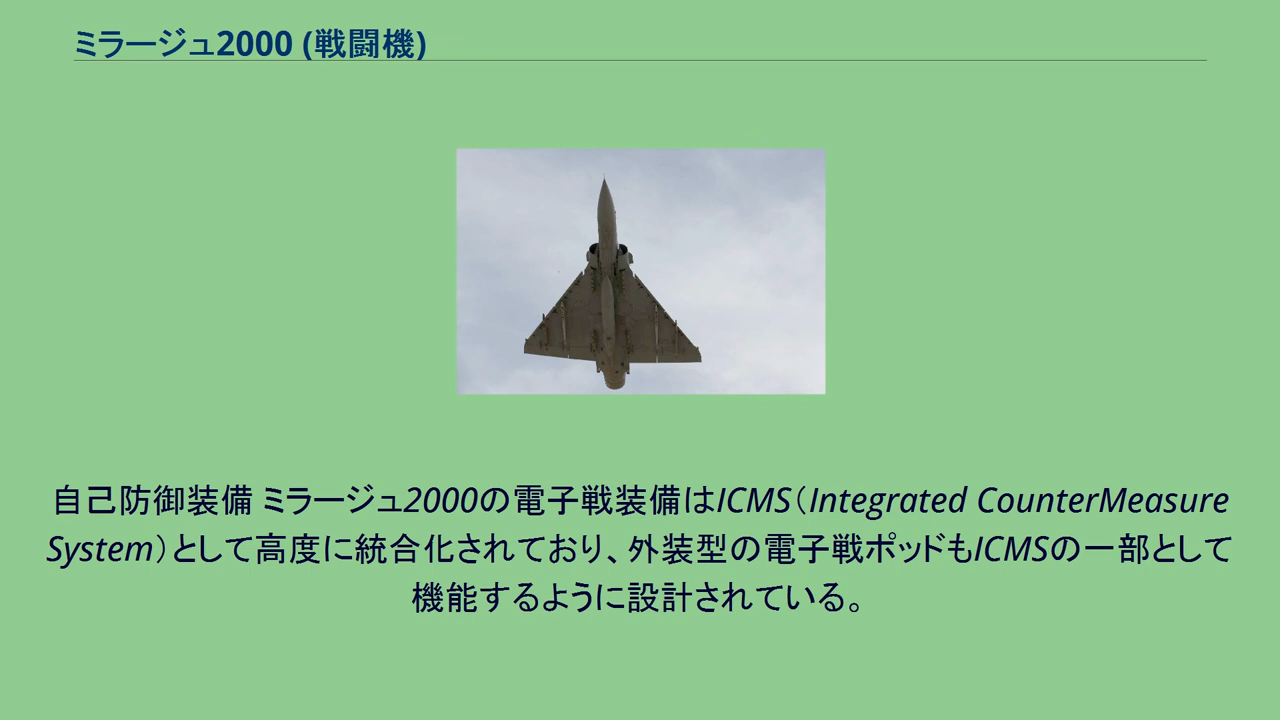 ミラージュ2000 (戦闘機)
自己防御装備 ミラージュ2000の電子戦装備はICMS（Integrated CounterMeasure
System）として高度に統合化されており、外装型の電子戦ポッドもICMSの一部として
機能するように設計されている。